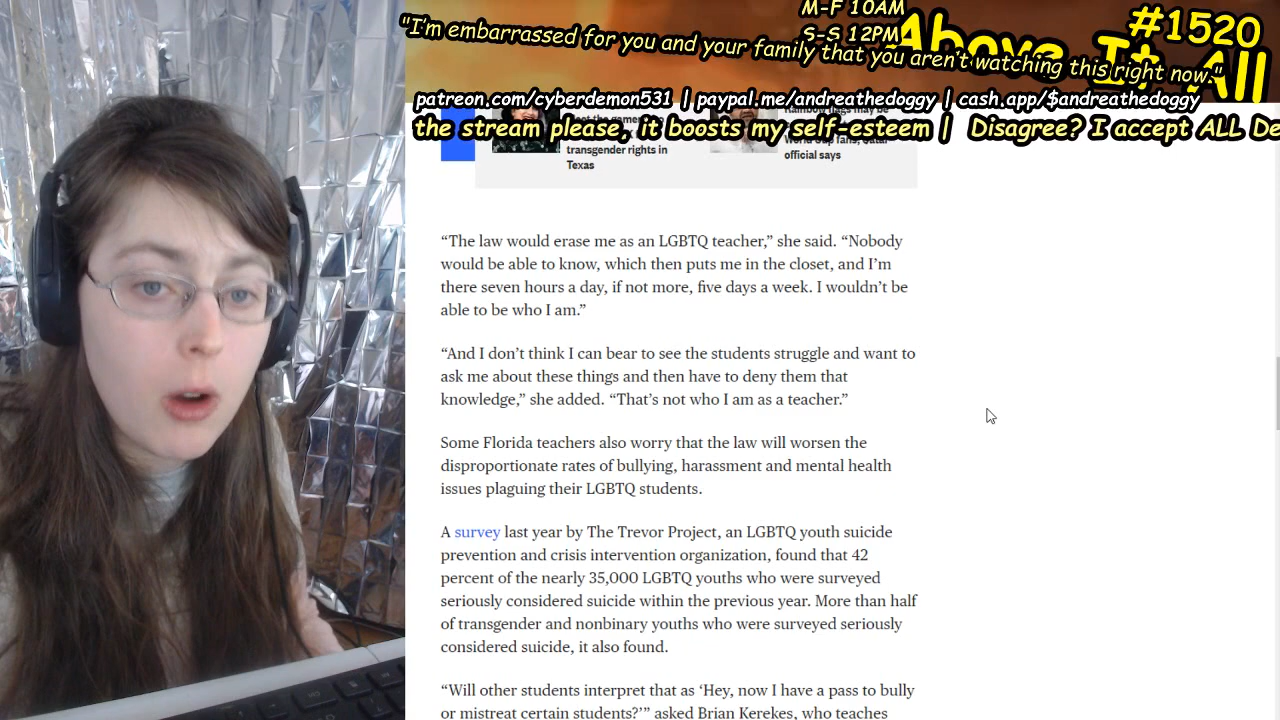 M-F 10AM
S-S 12PM
Above It All
#1520
"I'm embarrassed for you and your family that you aren't watching this right now."
patreon.com/cyberdemon531 | paypal.me/andreathedoggy | cash.app/$andreathedoggy
the stream please, it boosts my self-esteem | Disagree? I accept ALL De
transgender rights in
Texas
official says
“The law would erase me as an LGBTQ teacher,” she said. “Nobody
would be able to know, which then puts me in the closet, and I’m
there seven hours a day, if not more, five days a week. I wouldn’t be
able to be who I am.”
“And I don’t think I can bear to see the students struggle and want to
ask me about these things and then have to deny them that
knowledge,” she added. “That’s not who I am as a teacher.”
Some Florida teachers also worry that the law will worsen the
disproportionate rates of bullying, harassment and mental health
issues plaguing their LGBTQ students.
A survey last year by The Trevor Project, an LGBTQ youth suicide
prevention and crisis intervention organization, found that 42
percent of the nearly 35,000 LGBTQ youths who were surveyed
seriously considered suicide within the previous year. More than half
of transgender and nonbinary youths who were surveyed seriously
considered suicide, it also found.
“Will other students interpret that as ‘Hey, now I have a pass to bully
or mistreat certain students?’” asked Brian Kerekes, who teaches